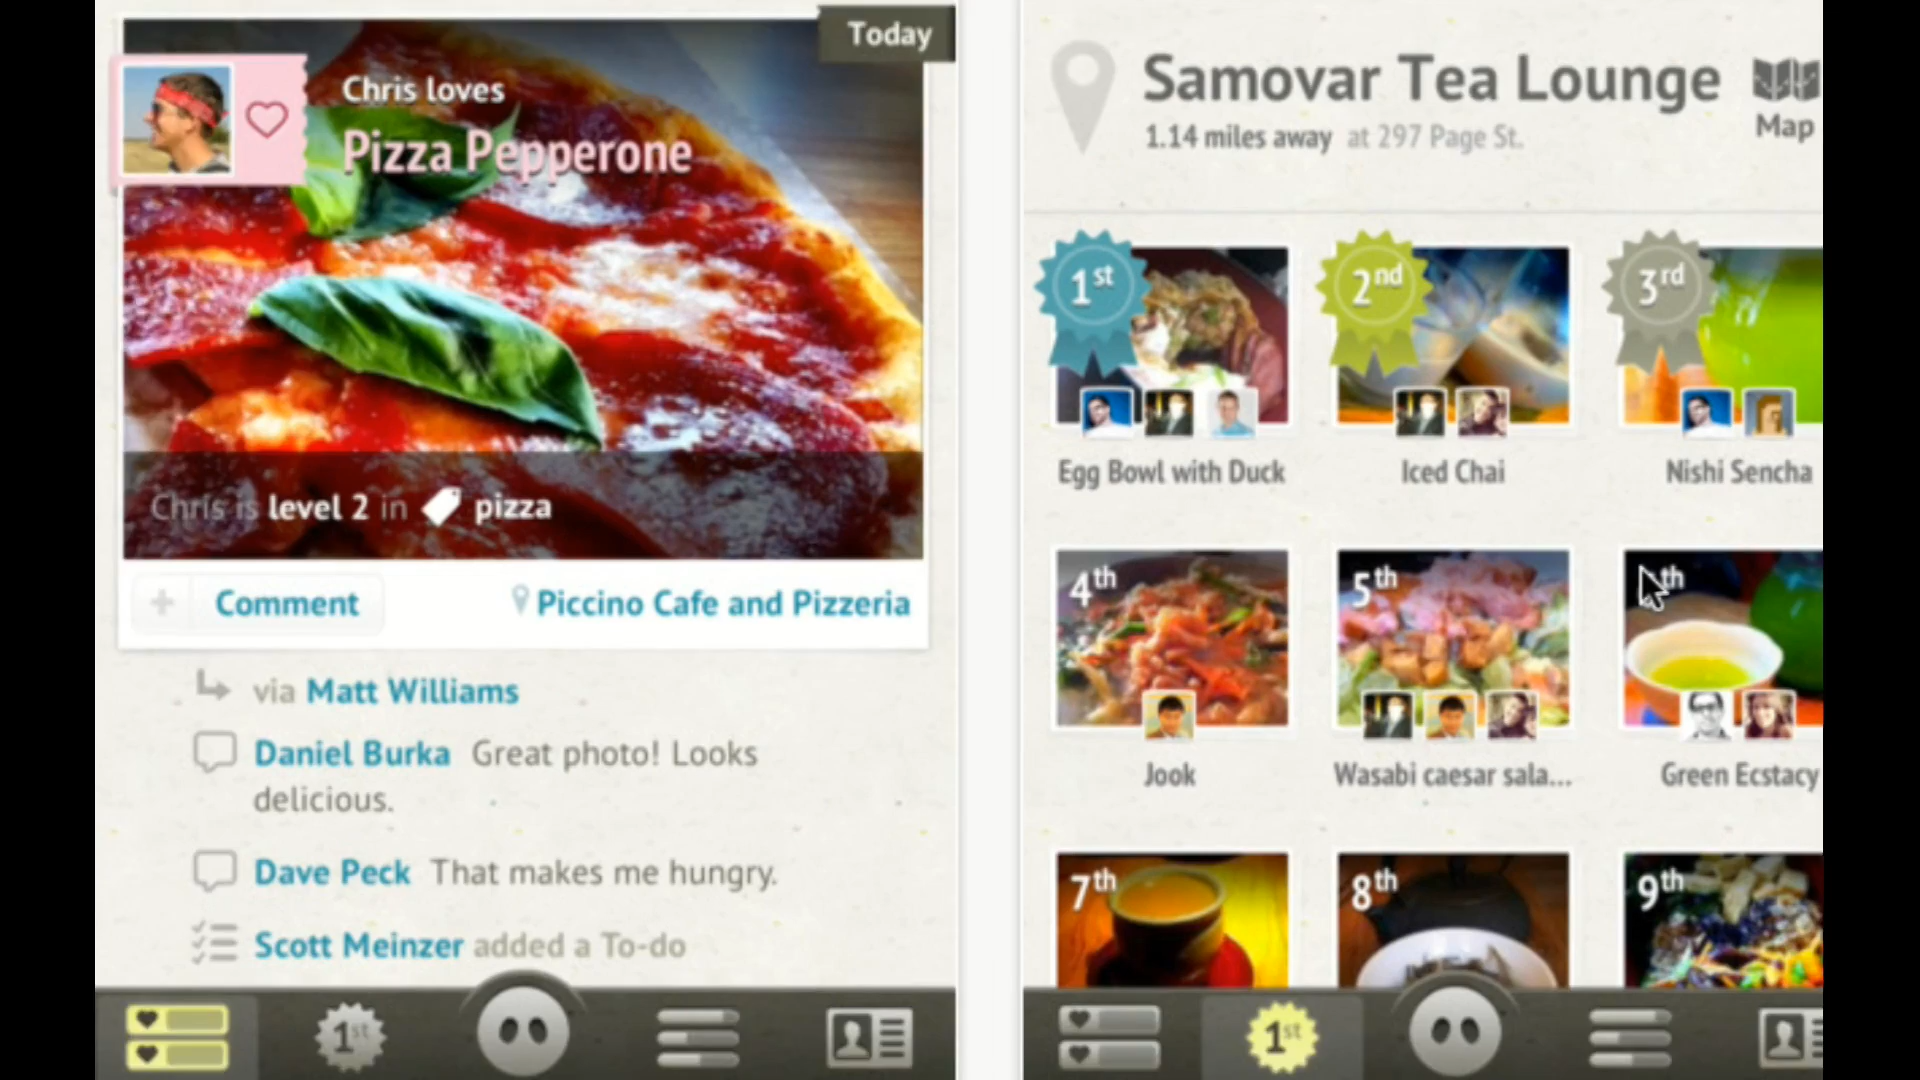 Today
Chris loves
Pizza Pepperone
Chris is level 2 in pizza
Comment
Piccino Cafe and Pizzeria
via Matt Williams
Daniel Burka Great photo! Looks
delicious.
Dave Peck That makes me hungry.
Scott Meinzer added a To-do
1st
Samovar Tea Lounge
1.14 miles away at 297 Page St.
Map
1st
2nd
3rd
Egg Bowl with Duck
Iced Chai
Nishi Sencha
4th
5th
th
Jook
Wasabi caesar sala...
Green Ecstacy
7th
8th
9th
1st